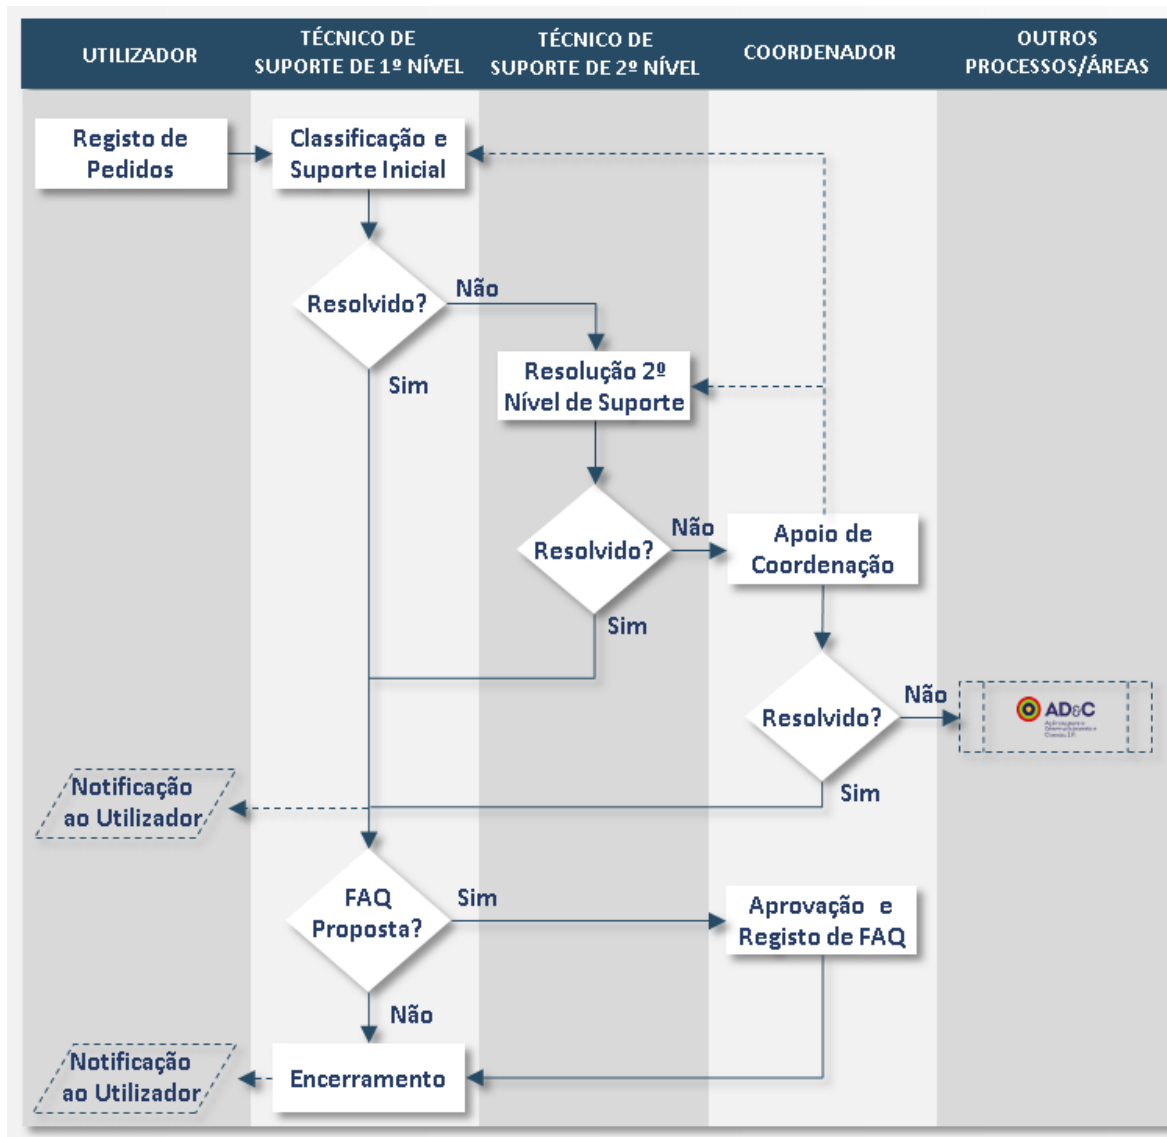 UTILIZADOR
TÉCNICO DE
SUPORTE DE 1º NÍVEL
TÉCNICO DE
SUPORTE DE 2º NÍVEL
COORDENADOR
OUTROS
PROCESSOS/ÁREAS
Registo de
Pedidos
Classificação e
Suporte Inicial
Resolvido?
Não
Sim
Resolução 2º
Nível de Suporte
Resolvido?
Não
Sim
Apoio de
Coordenação
Resolvido?
Não
Sim
AD&C
Notificação
ao Utilizador
FAQ
Proposta?
Sim
Não
Aprovação e
Registo de FAQ
Encerramento
Notificação
ao Utilizador